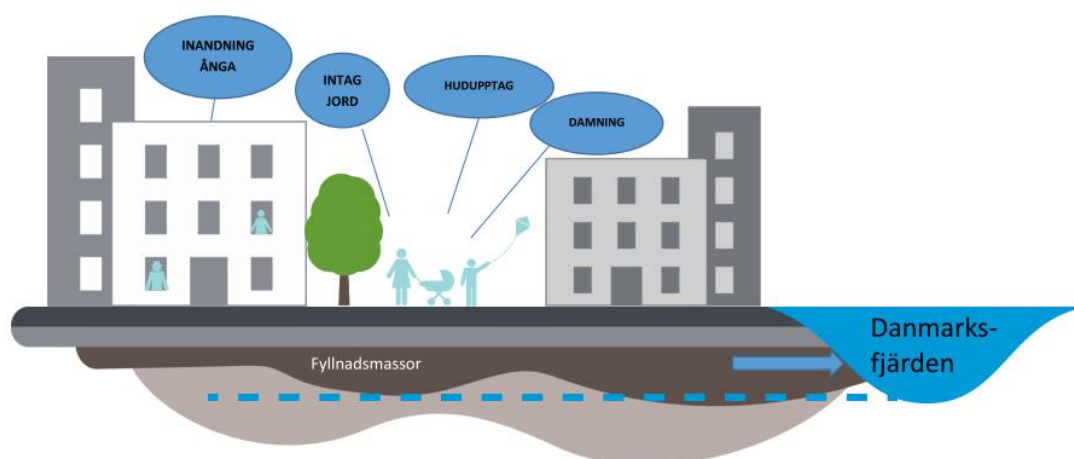 INANDNING
ÅNGA
INTAG
JORD
HUDUPPTAG
DAMNING
Danmarks-
fjärden
Fyllnadsmassor